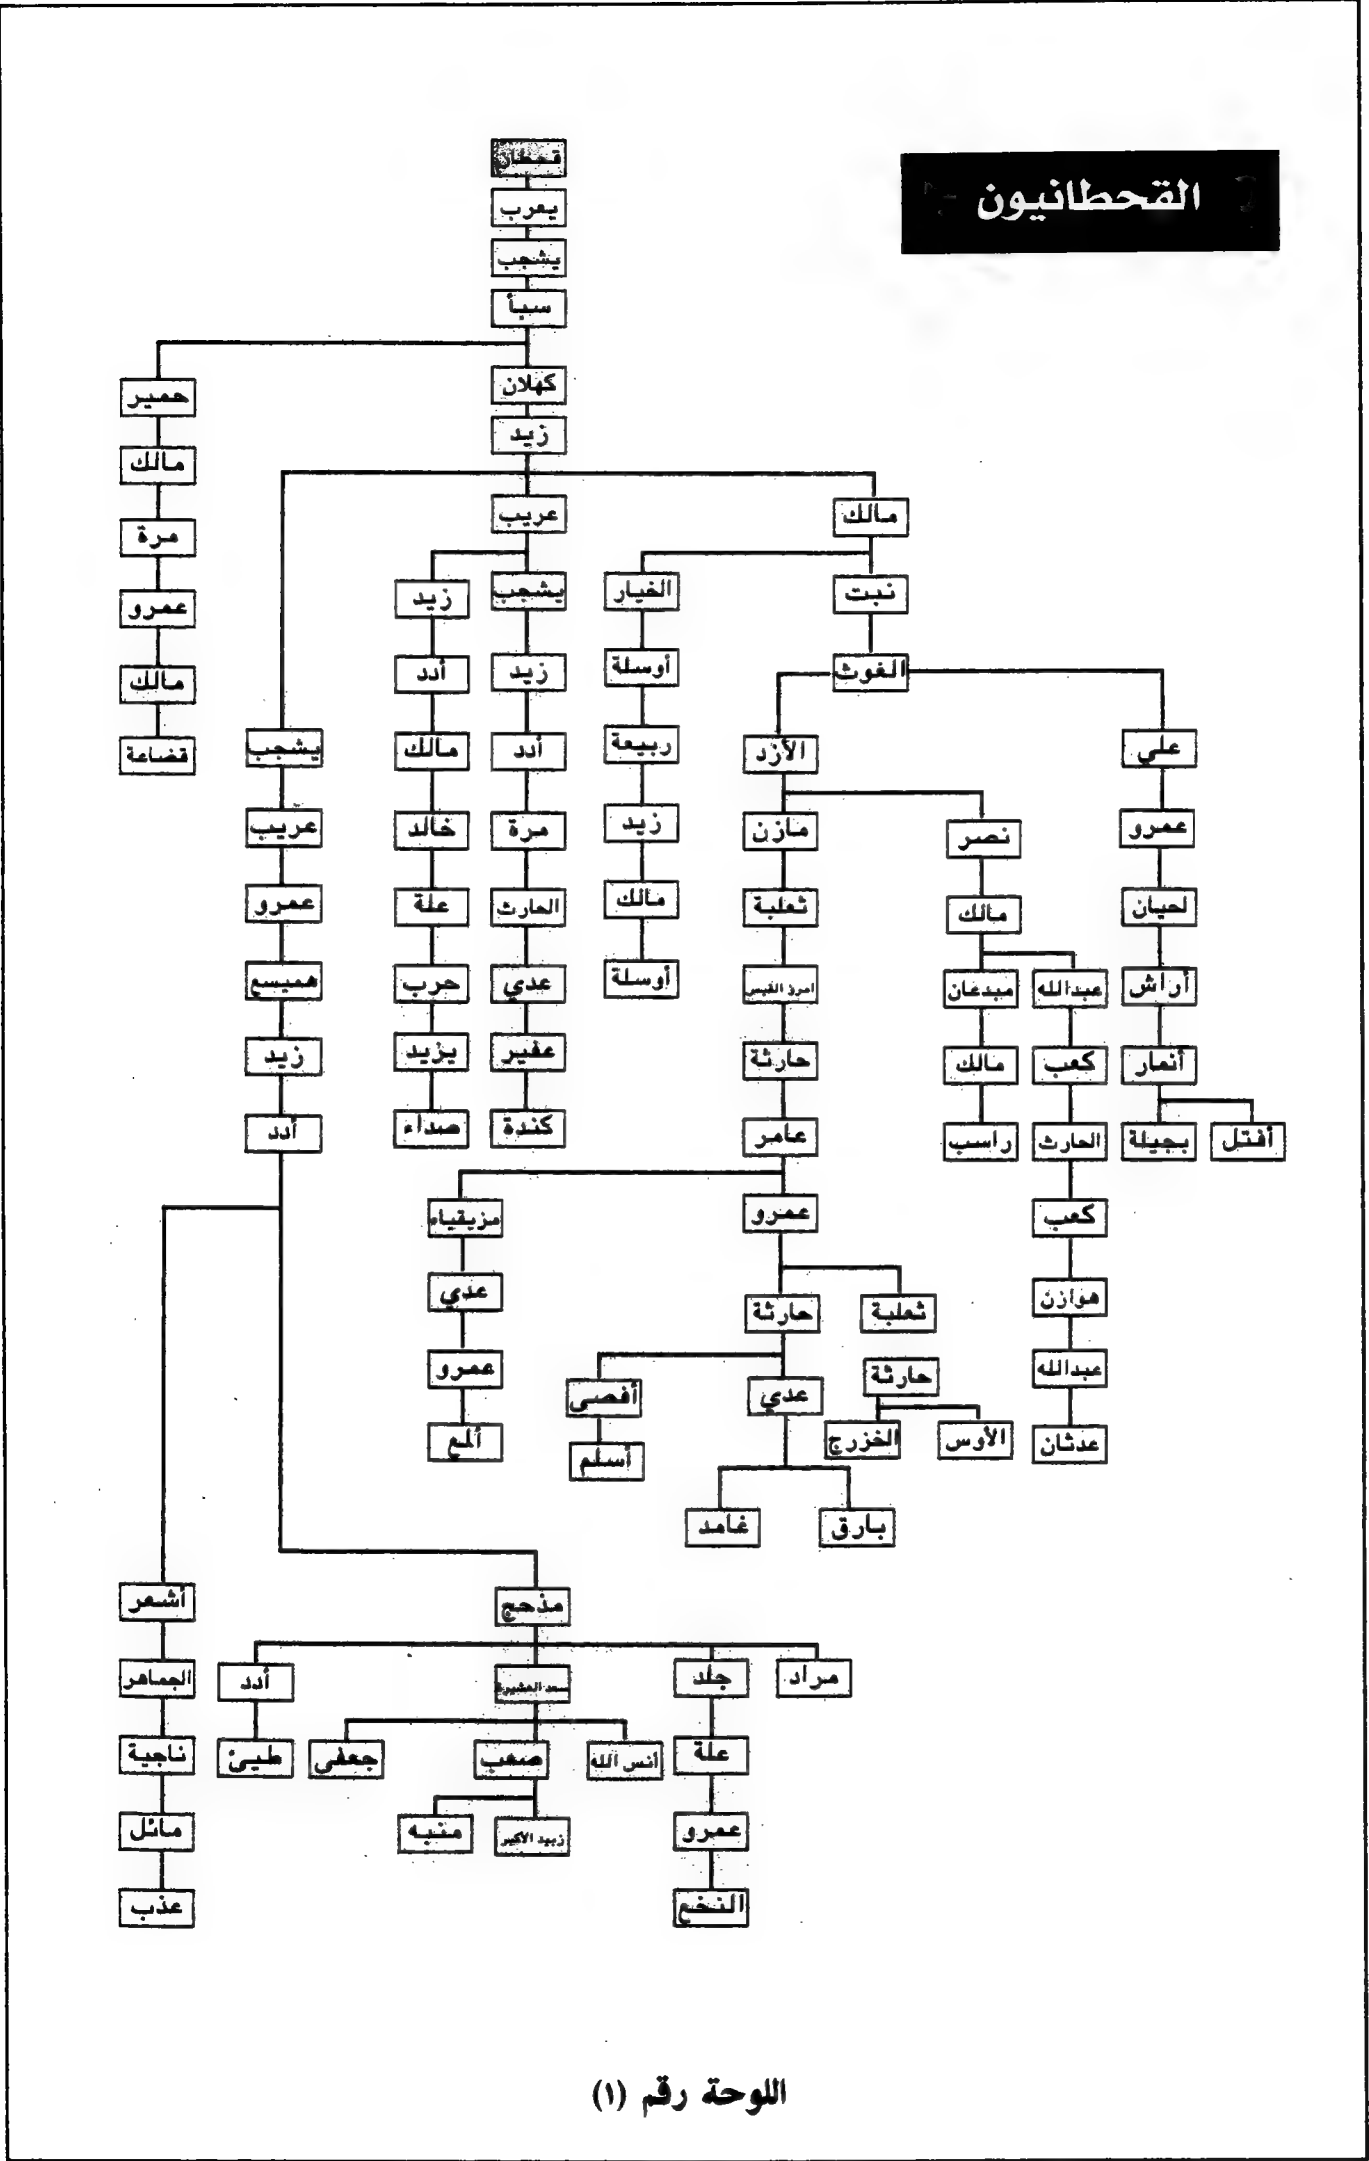 القحطانيون
قحطان
يعرب
يشجب
سبأ
حمير
مالك
مرة
عمرو
مالك
قضاعة
كهلان
زيد
مالك
نبت
الغوث
علي
عمرو
لحيان
أراش
أنمار
أفتل
بجيلة
الأزد
نصر
مالك
عبدالله
كعب
الحارث
كعب
هوازن
عبدالله
عدثان
ميدعان
مالك
راسب
مازن
ثعلبة
امرؤ القيس
حارثة
عامر
عمرو
ثعلبة
حارثة
الأوس
الخزرج
حارثة
عدي
بارق
غامد
أفصى
أسلم
مزيقياء
عدي
عمرو
ألمع
الخيار
أوسلة
ربيعة
زيد
مالك
أوسلة
عريب
يشجب
زيد
أدد
مرة
الحارث
عدي
عفير
كندة
زيد
أدد
مالك
خالد
علة
حرب
يزيد
صداء
يشجب
عريب
عمرو
هميسع
زيد
أدد
مذحج
مراد
جلد
علة
عمرو
النخع
سعد العشيرة
أنس الله
صعب
زبيد الأكبر
منبه
جعفى
أدد
طيئ
أشعر
الجماهر
ناجية
مائل
عذب
اللوحة رقم (١)